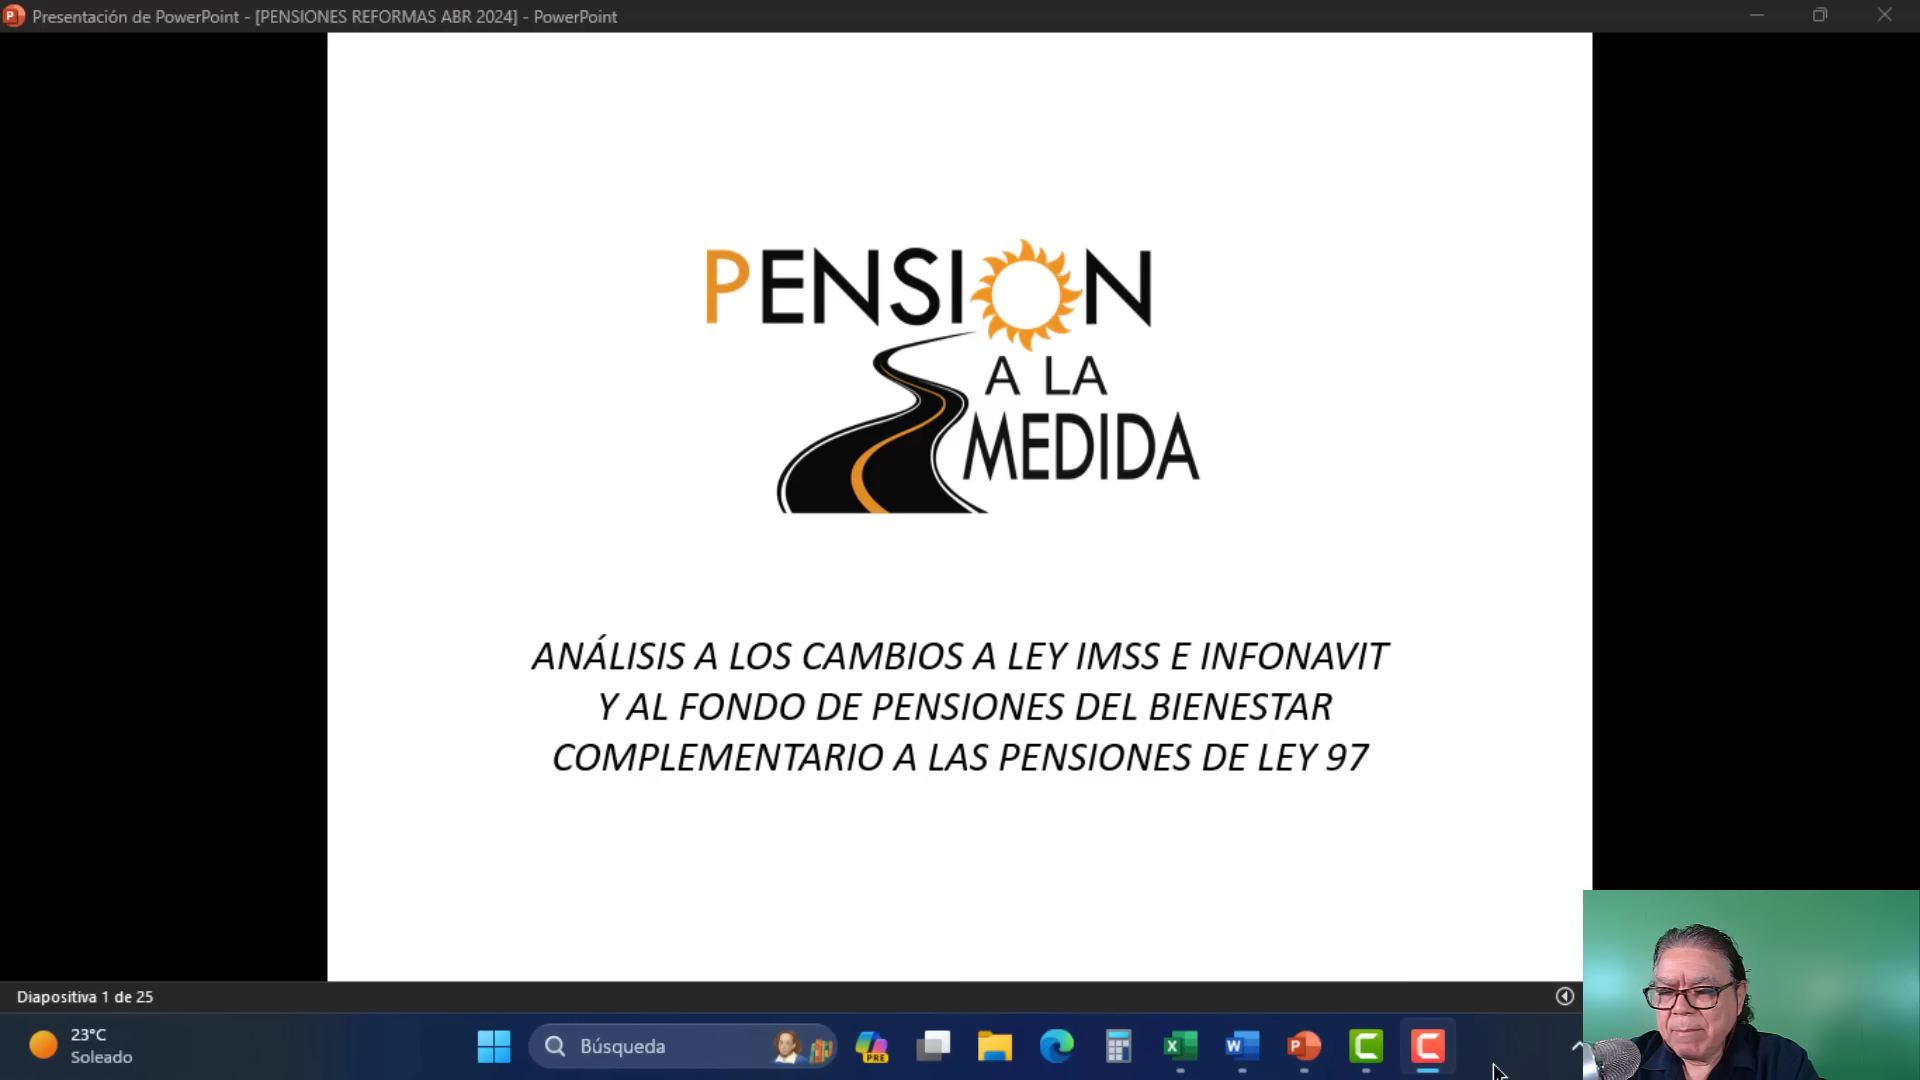 Presentación de PowerPoint - [PENSIONES REFORMAS ABR 2024] - PowerPoint
PENSION
A LA
MEDIDA
ANÁLISIS A LOS CAMBIOS A LEY IMSS E INFONAVIT
Y AL FONDO DE PENSIONES DEL BIENESTAR
COMPLEMENTARIO A LAS PENSIONES DE LEY 97
Diapositiva 1 de 25
23°C
Soleado
Búsqueda
PRE